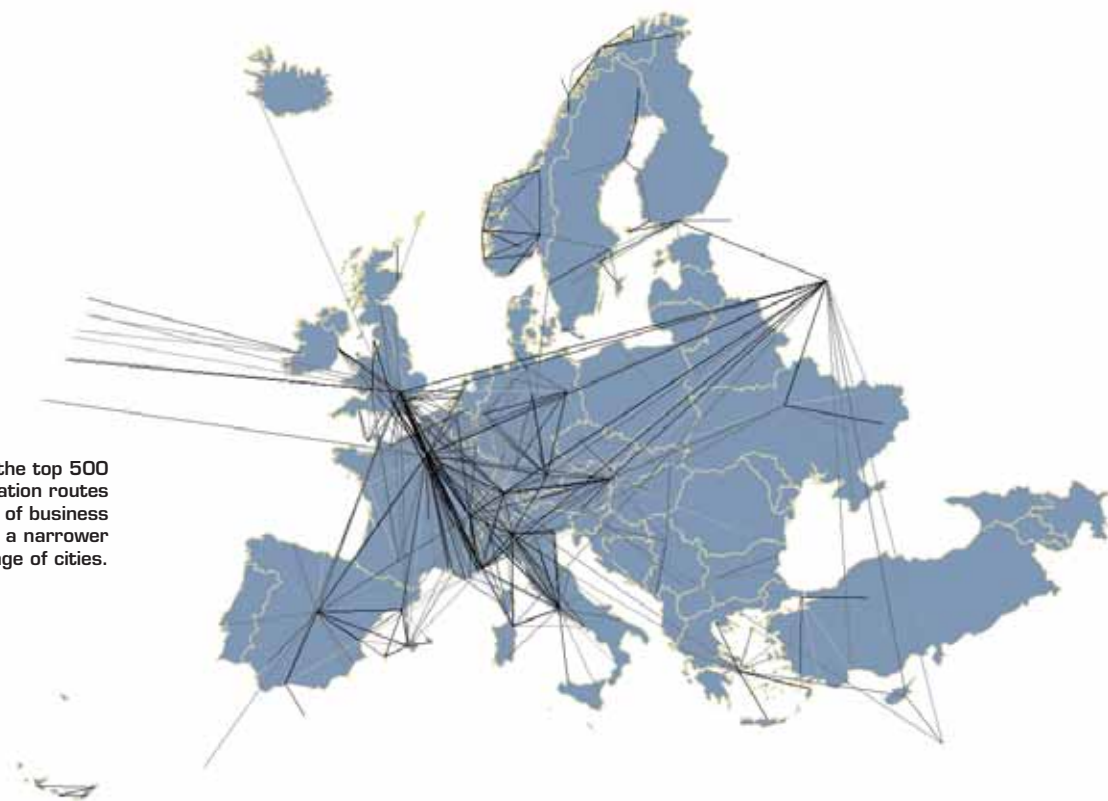 the top 500
ation routes
of business
a narrower
ge of cities.